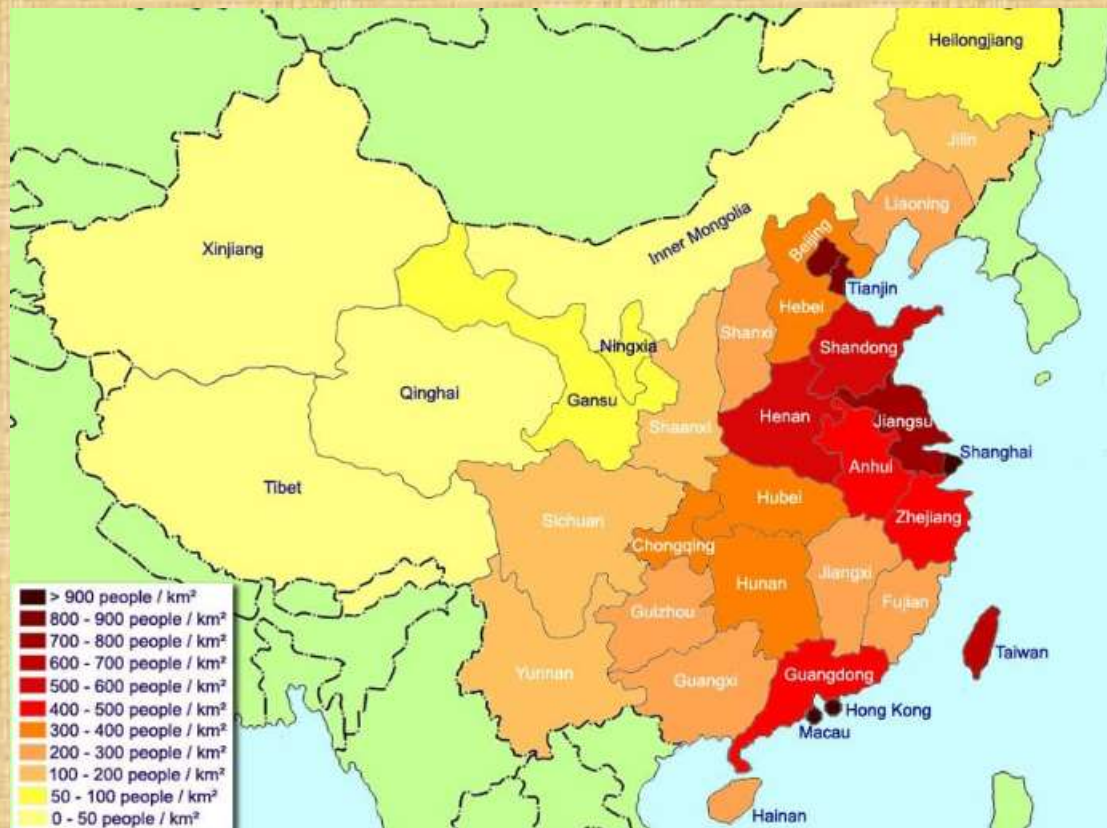 Heilongjiang
Jilin
Liaoning
Inner Mongolia
Beijing
Xinjiang
Tianjin
Hebei
Shanxi
Ningxia
Shandong
Qinghai
Gansu
Henan
Jiangsu
Shaanxi
Shanghai
Anhui
Tibet
Hubei
Sichuan
Zhejiang
Chongqing
Jiangxi
Hunan
Fujian
Guizhou
Taiwan
Yunnan
Guangxi
Guangdong
Hong Kong
Macau
Hainan
> 900 people / km²
800 - 900 people / km²
700 - 800 people / km²
600 - 700 people / km²
500 - 600 people / km²
400 - 500 people / km²
300 - 400 people / km²
200 - 300 people / km²
100 - 200 people / km²
50 - 100 people / km²
0 - 50 people / km²